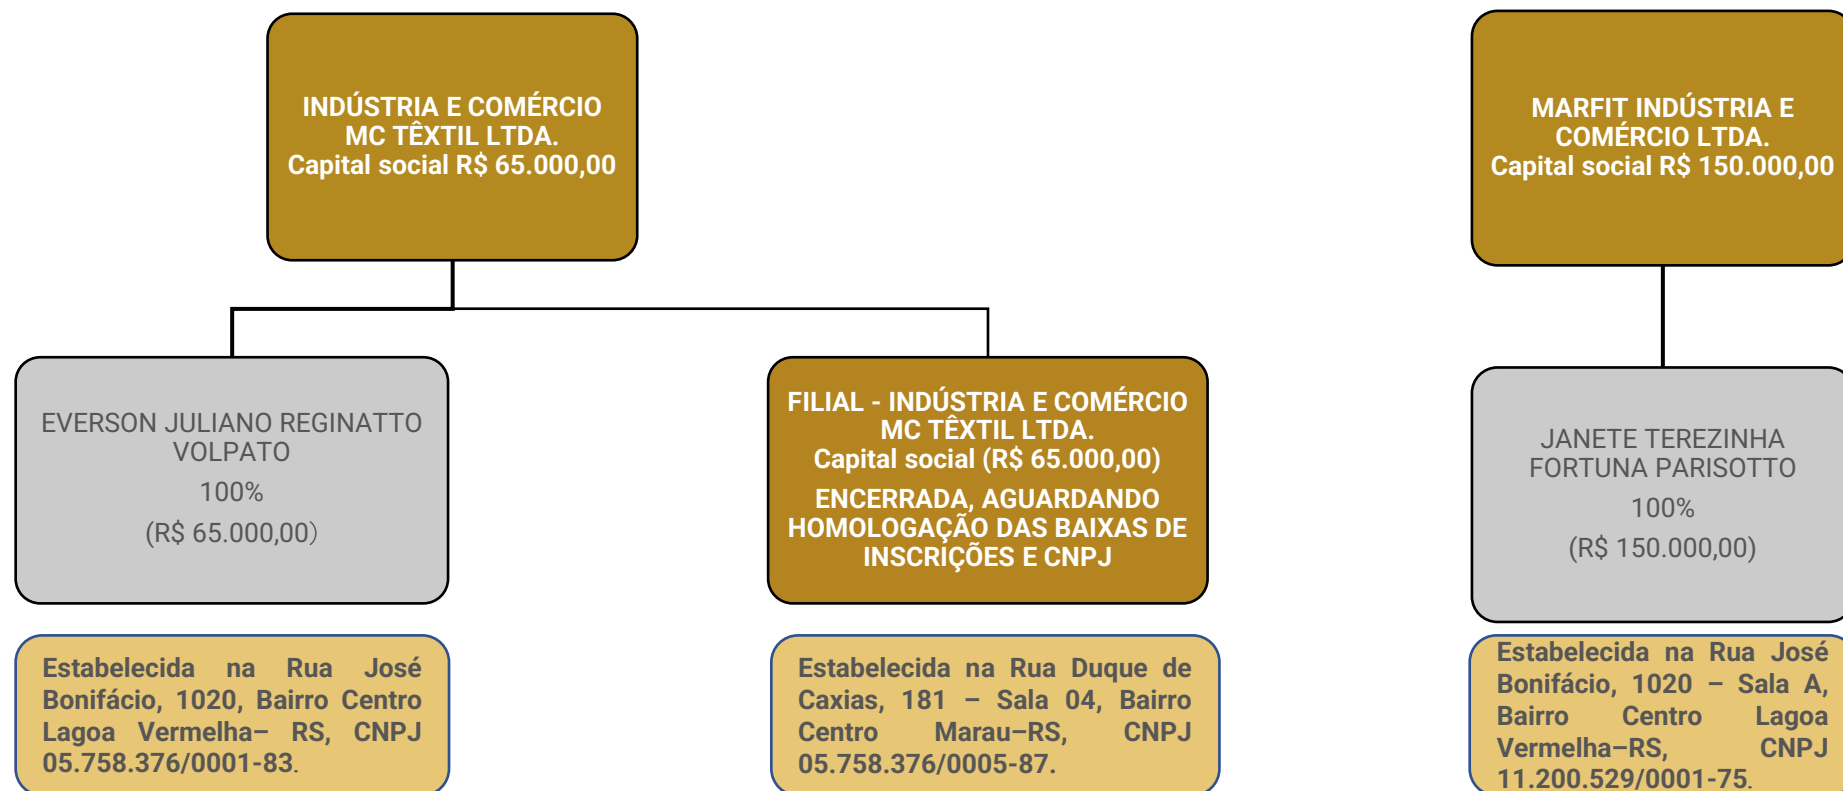 INDÚSTRIA E COMÉRCIO
MC TÊXTIL LTDA.
Capital social R$ 65.000,00
MARFIT INDÚSTRIA E
COMÉRCIO LTDA.
Capital social R$ 150.000,00
EVERSON JULIANO REGINATTO
VOLPATO
100%
(R$ 65.000,00)
FILIAL - INDÚSTRIA E COMÉRCIO
MC TÊXTIL LTDA.
Capital social (R$ 65.000,00)
ENCERRADA, AGUARDANDO
HOMOLOGAÇÃO DAS BAIXAS DE
INSCRIÇÕES E CNPJ
JANETE TEREZINHA
FORTUNA PARISOTTO
100%
(R$ 150.000,00)
Estabelecida na Rua José
Bonifácio, 1020, Bairro Centro
Lagoa Vermelha– RS, CNPJ
05.758.376/0001-83.
Estabelecida na Rua Duque de
Caxias, 181 – Sala 04, Bairro
Centro Marau–RS, CNPJ
05.758.376/0005-87.
Estabelecida na Rua José
Bonifácio, 1020 – Sala A,
Bairro Centro Lagoa
Vermelha–RS, CNPJ
11.200.529/0001-75.